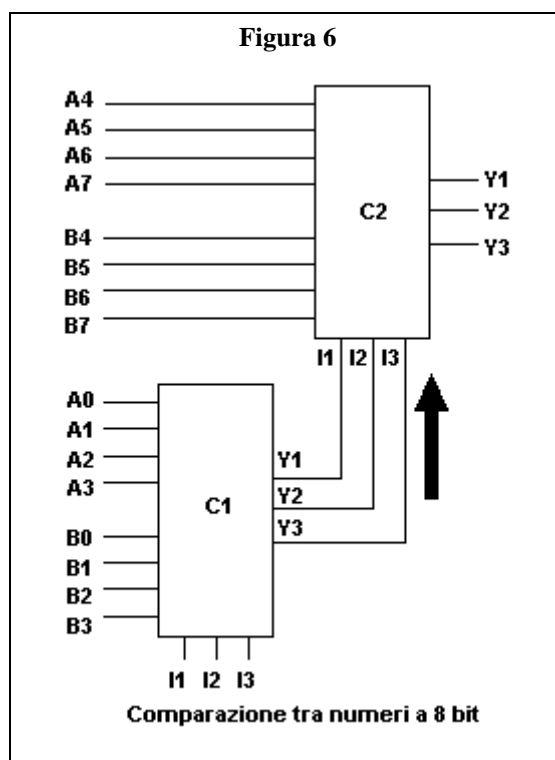 Figura 6
A4
A5
A6
A7
B4
B5
B6
B7
C2
Y1
Y2
Y3
I1 I2 I3
A0
A1
A2
A3
B0
B1
B2
B3
C1
Y1
Y2
Y3
I1 I2 I3
Comparazione tra numeri a 8 bit